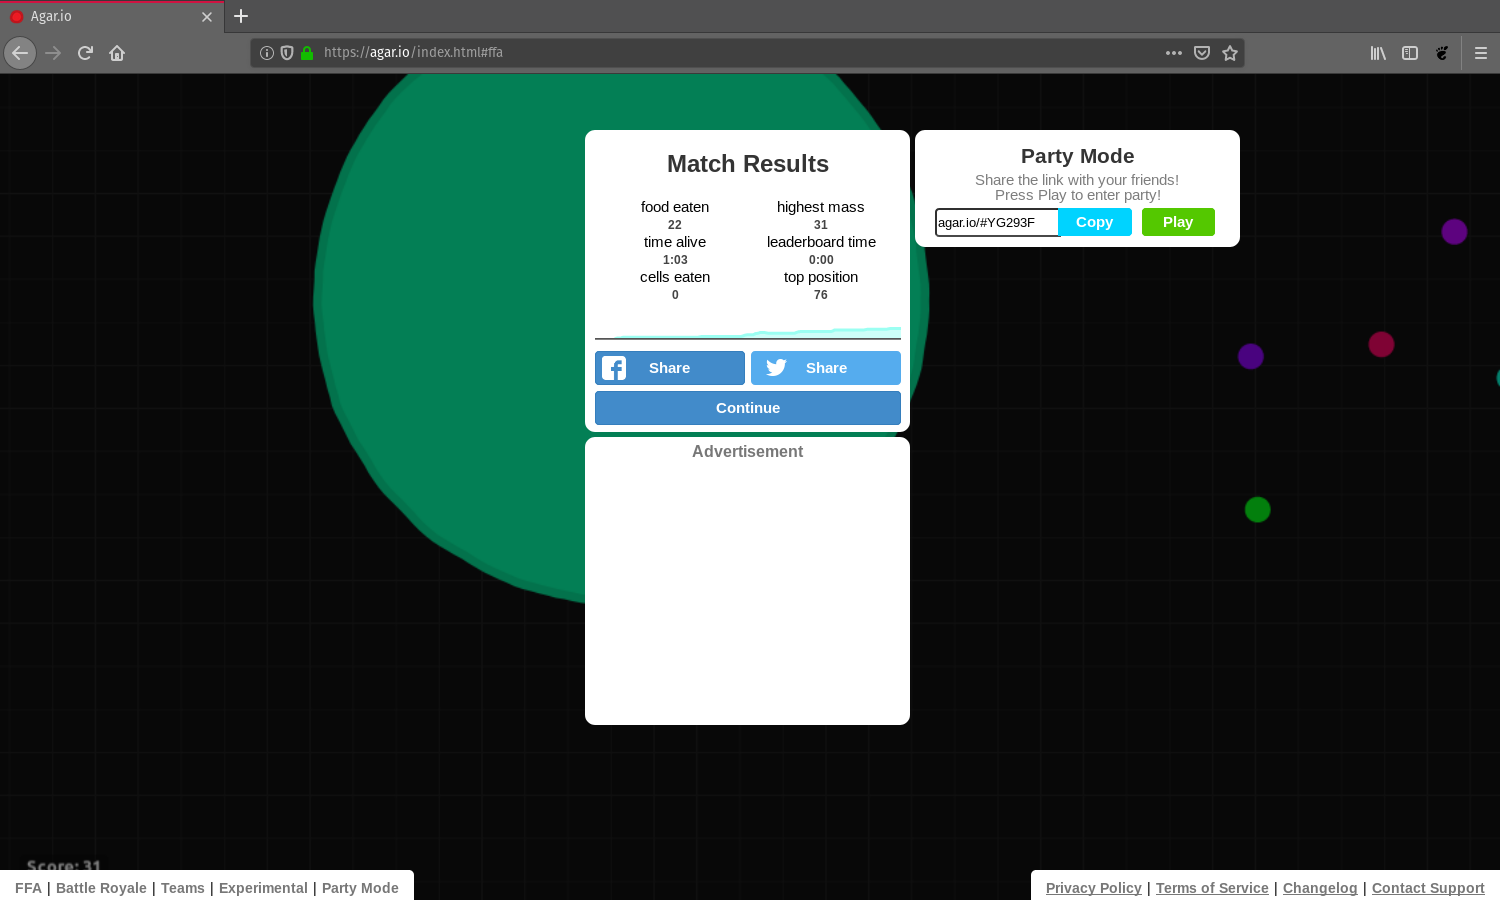 Agar.io
https://agar.io/index.html#ffa
Match Results
food eaten highest mass
22 31
time alive leaderboard time
1:03 0:00
cells eaten top position
0 76
Share Share
Continue
Advertisement
Party Mode
Share the link with your friends!
Press Play to enter party!
agar.io/#YG293F Copy Play
Score: 31
FFA | Battle Royale | Teams | Experimental | Party Mode
Privacy Policy | Terms of Service | Changelog | Contact Support